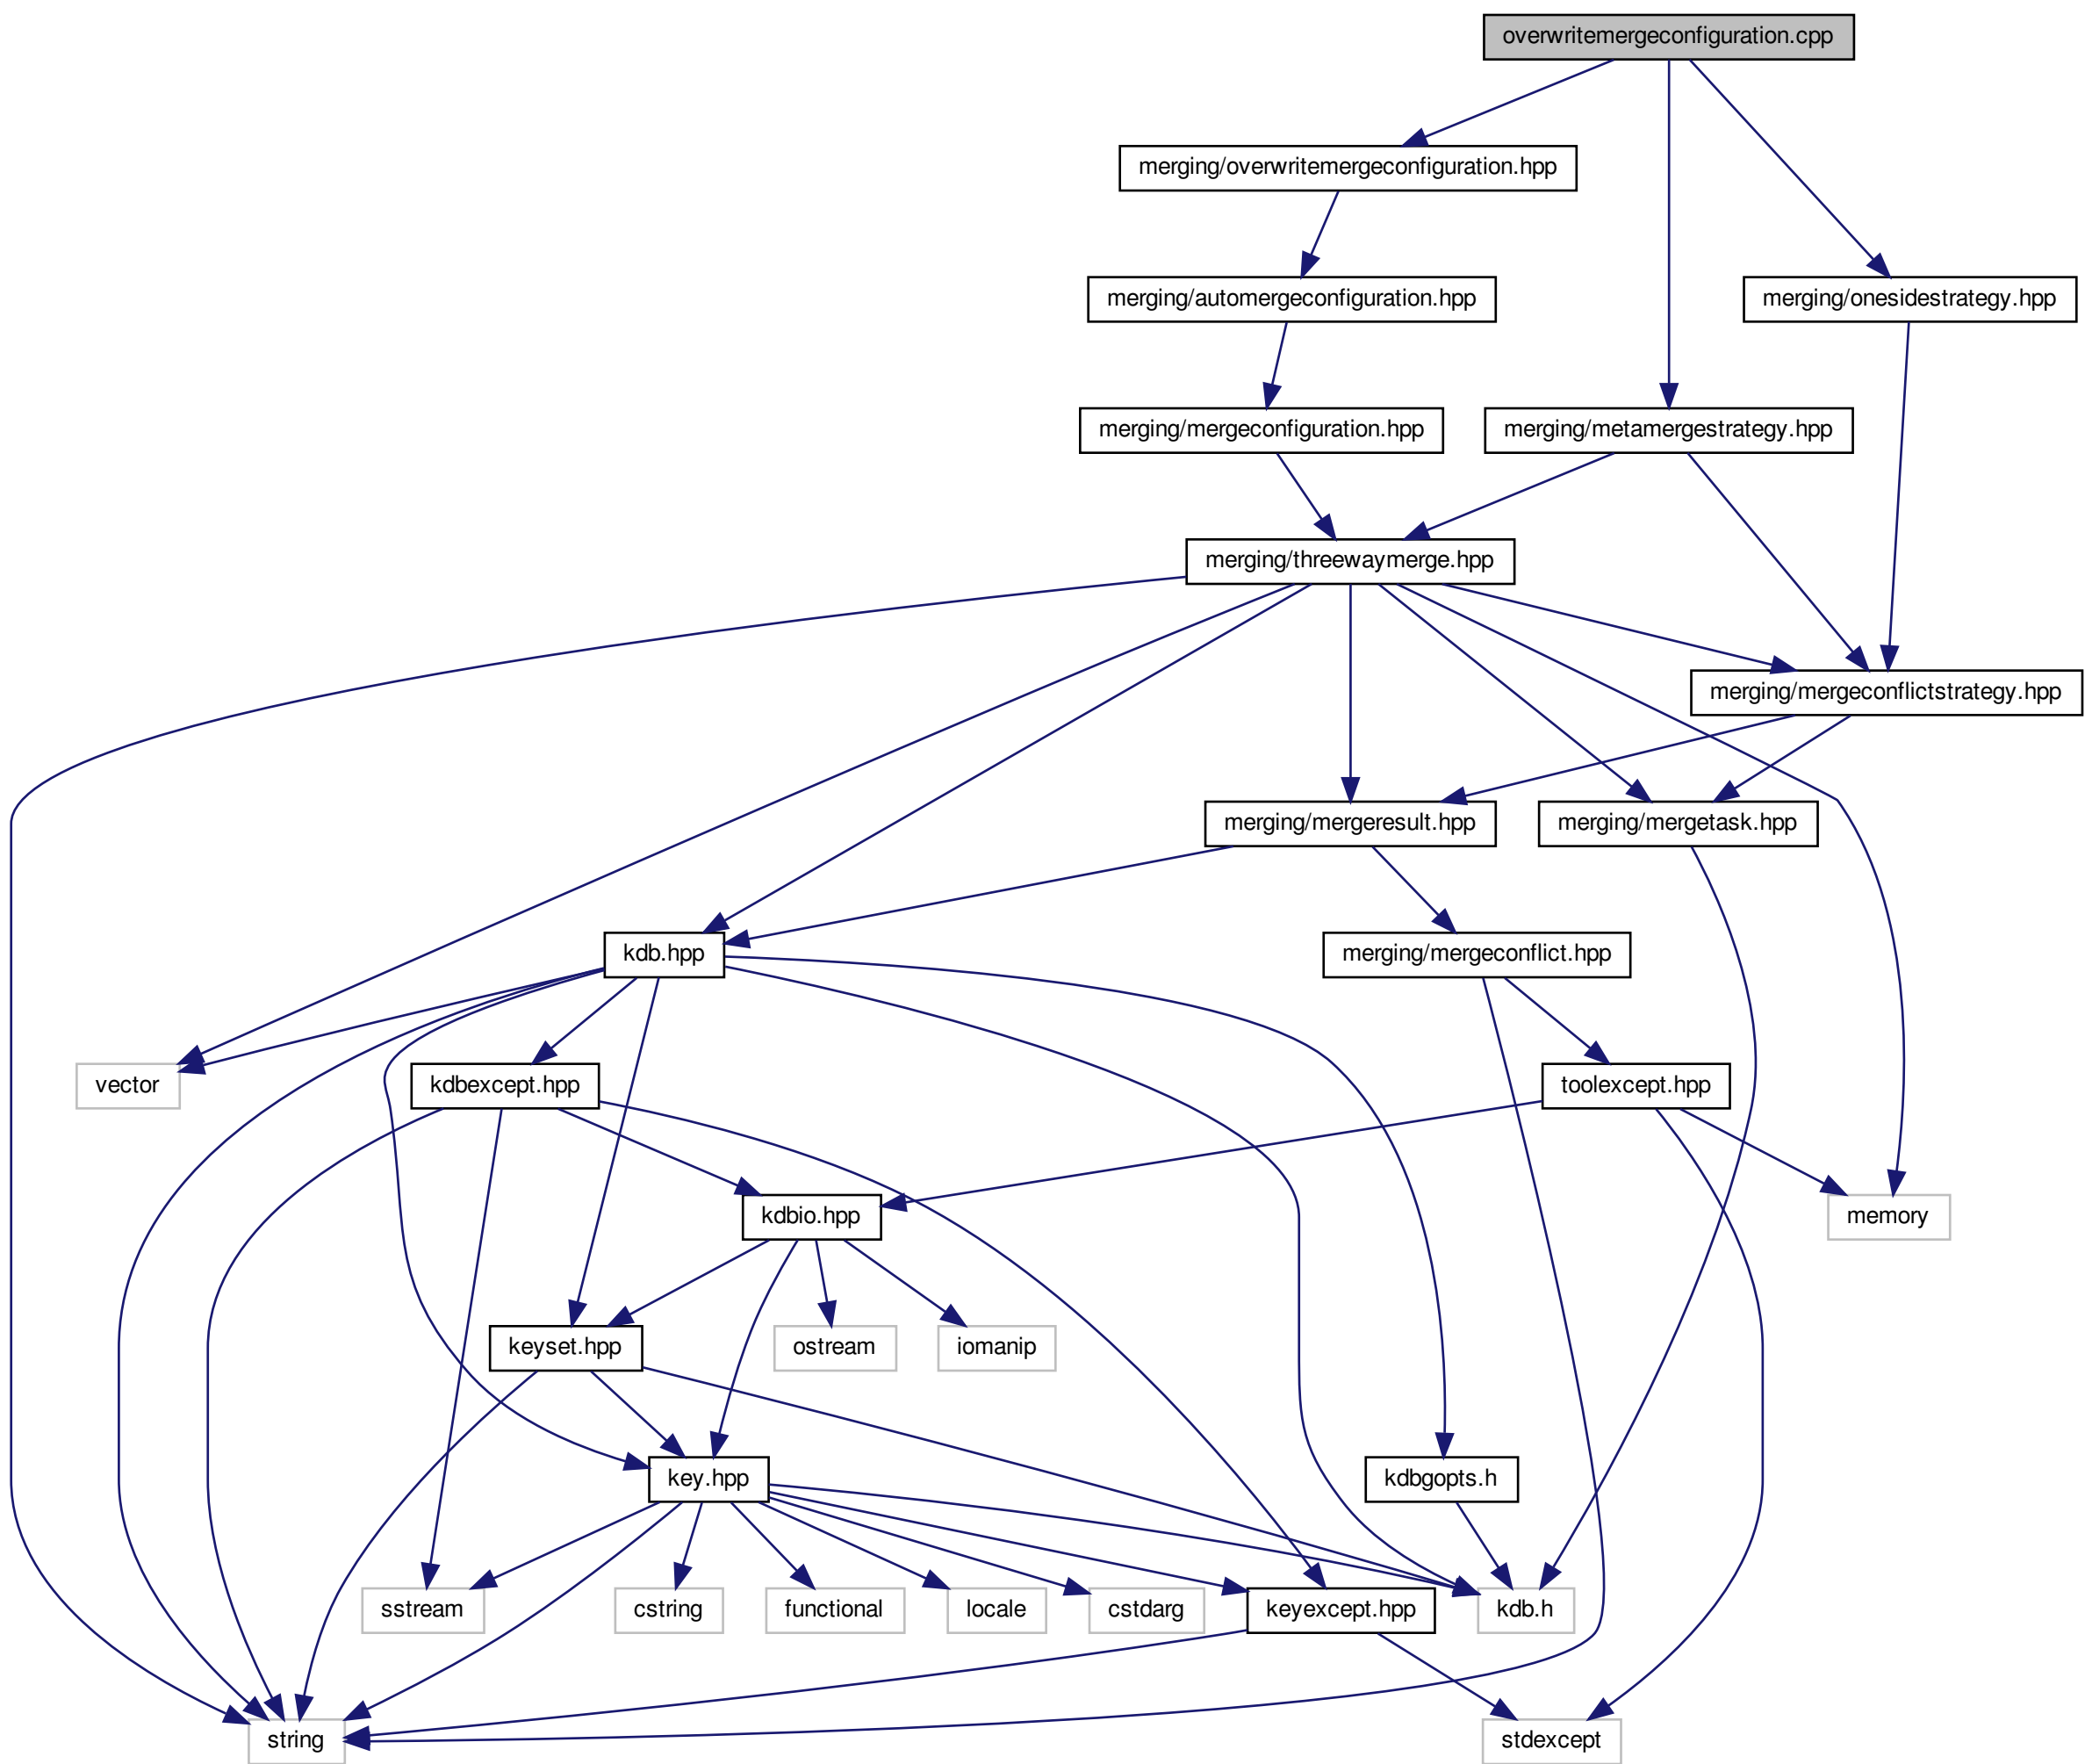 overwritemergeconfiguration.cpp
merging/overwritemergeconfiguration.hpp
merging/automergeconfiguration.hpp
merging/onesidestrategy.hpp
merging/mergeconfiguration.hpp
merging/metamergestrategy.hpp
merging/threewaymerge.hpp
merging/mergeconflictstrategy.hpp
merging/mergeresult.hpp
merging/mergetask.hpp
kdb.hpp
merging/mergeconflict.hpp
vector
kdbexcept.hpp
toolexcept.hpp
kdbio.hpp
memory
keyset.hpp
ostream
iomanip
key.hpp
kdbgopts.h
sstream
cstring
functional
locale
cstdarg
keyexcept.hpp
kdb.h
string
stdexcept